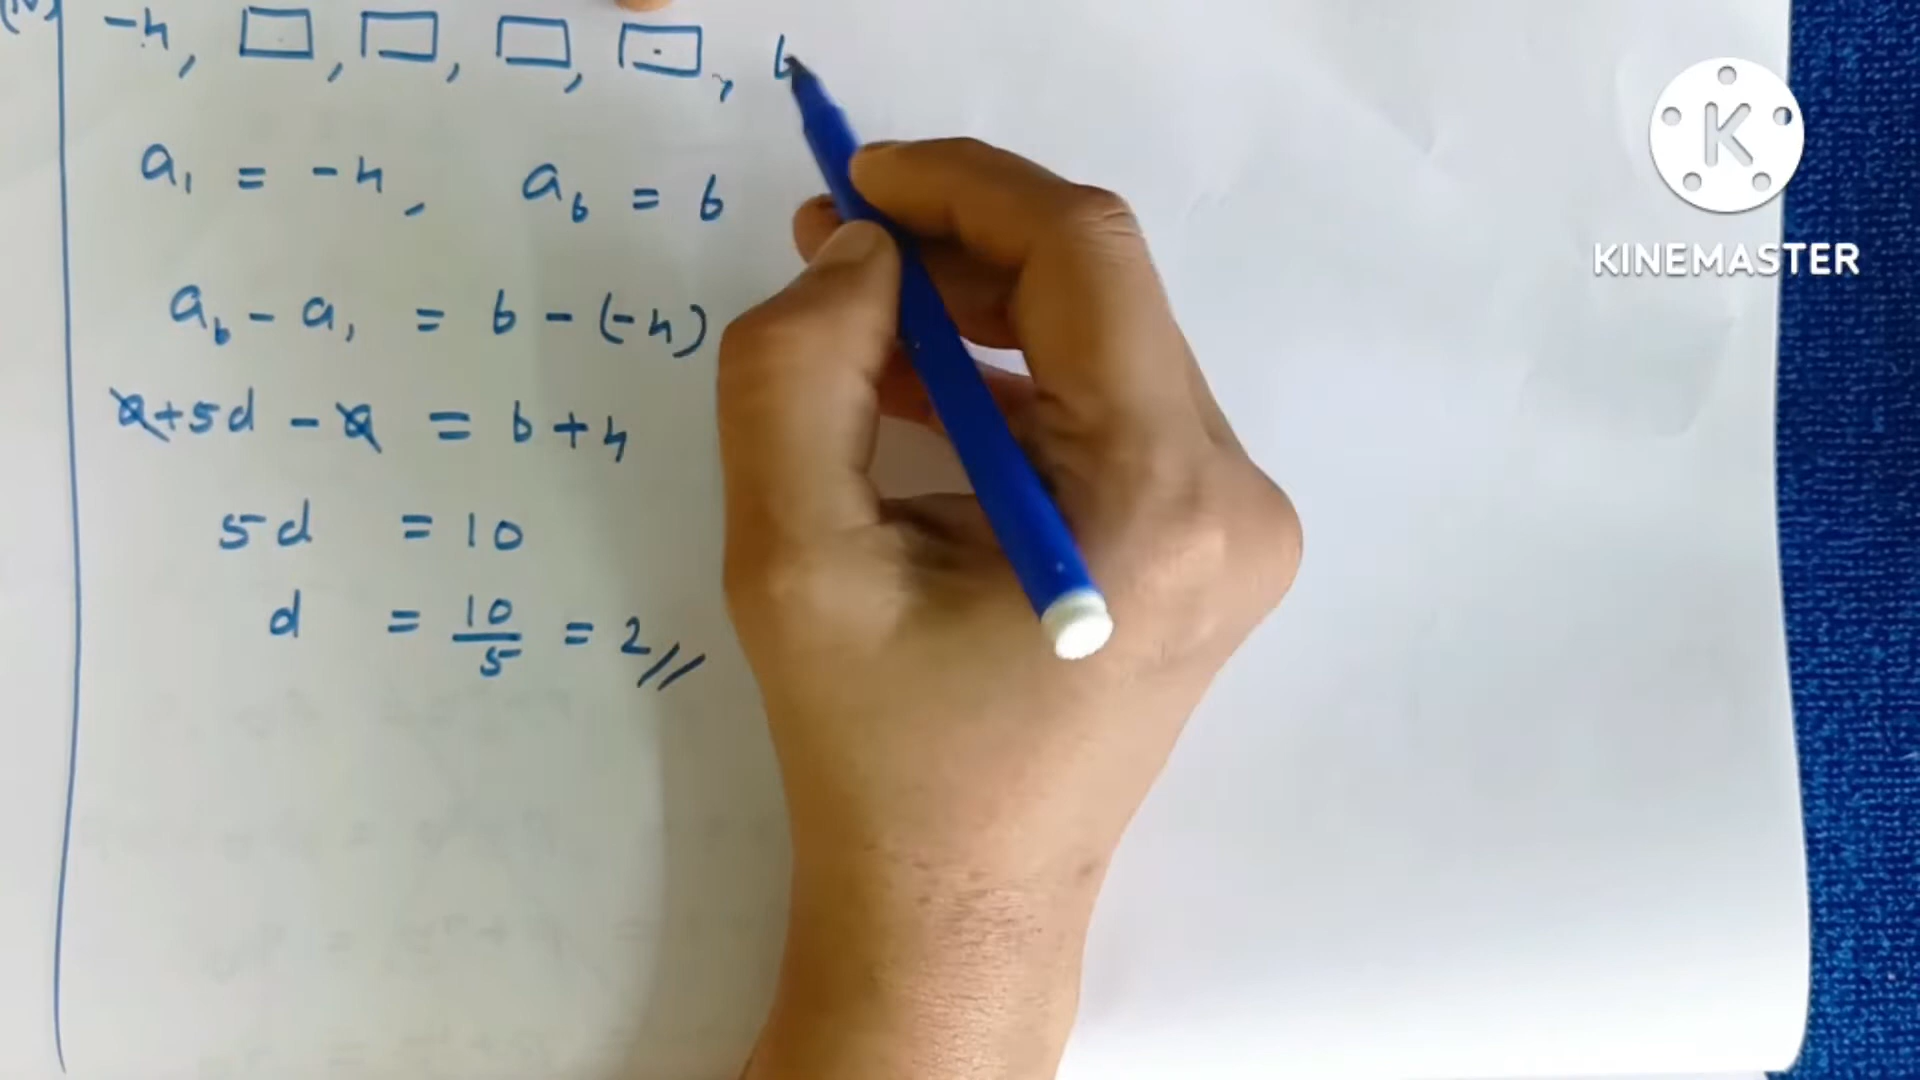 (iv) -4, □, □, □, □, 6
a₁ = -4, a₆ = 6
a₆ - a₁ = 6 - (-4)
a+5d - a = 6+4
5d = 10
d = 10/5 = 2//
KINEMASTER